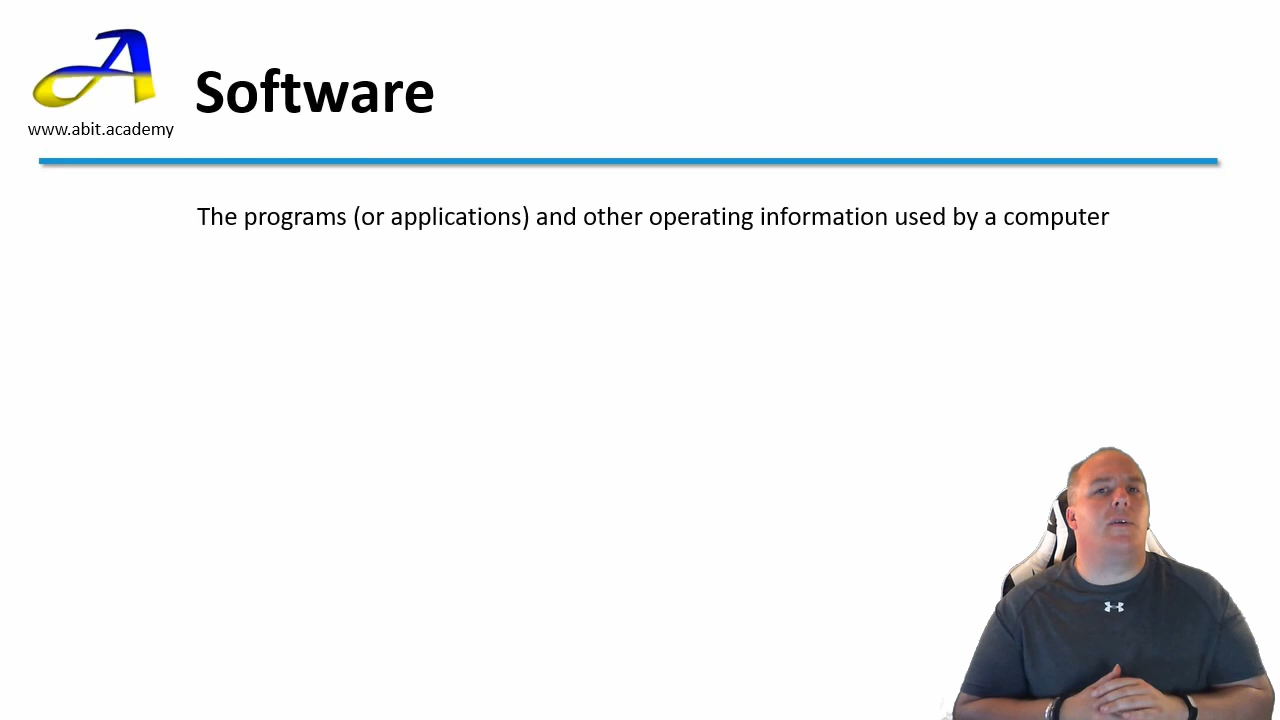 Software
www.abit.academy
The programs (or applications) and other operating information used by a computer